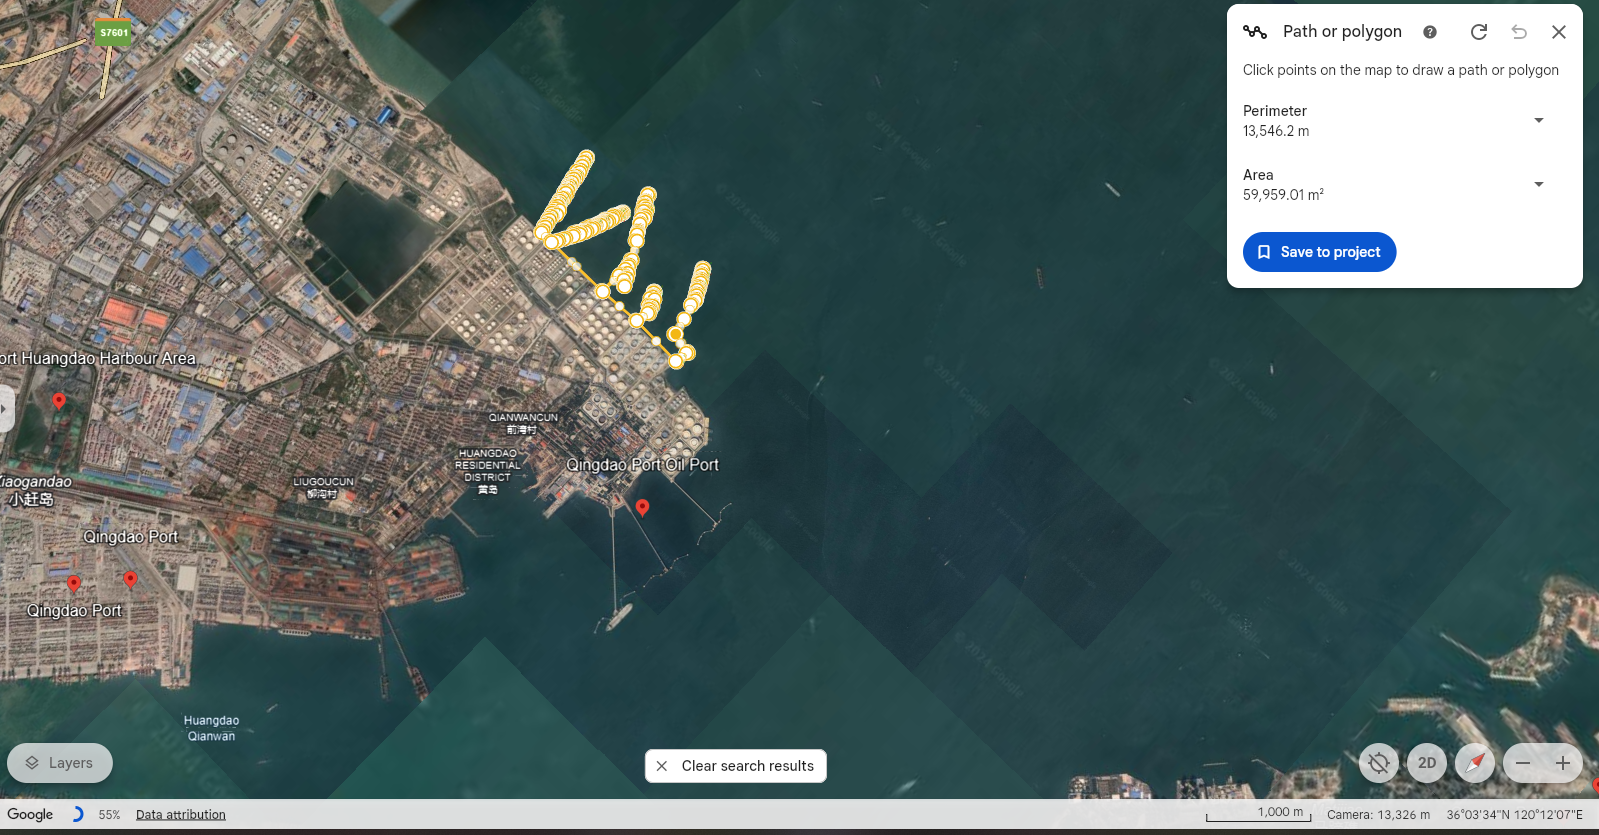 S7601
Path or polygon
Click points on the map to draw a path or polygon
Perimeter
13,546.2 m
Area
59,959.01 m²
Save to project
ort Huangdao Harbour Area
QIANWANCUN
前湾村
HUANGDAO
RESIDENTIAL
DISTRICT
黄岛
Qingdao Port Oil Port
LIUGOUCUN
柳沟村
Xiaogandao
小赶岛
Qingdao Port
Qingdao Port
Huangdao
Qianwan
Layers
Clear search results
2D
Google
55%
Data attribution
1,000 m
Camera: 13,326 m
36°03'34"N 120°12'07"E